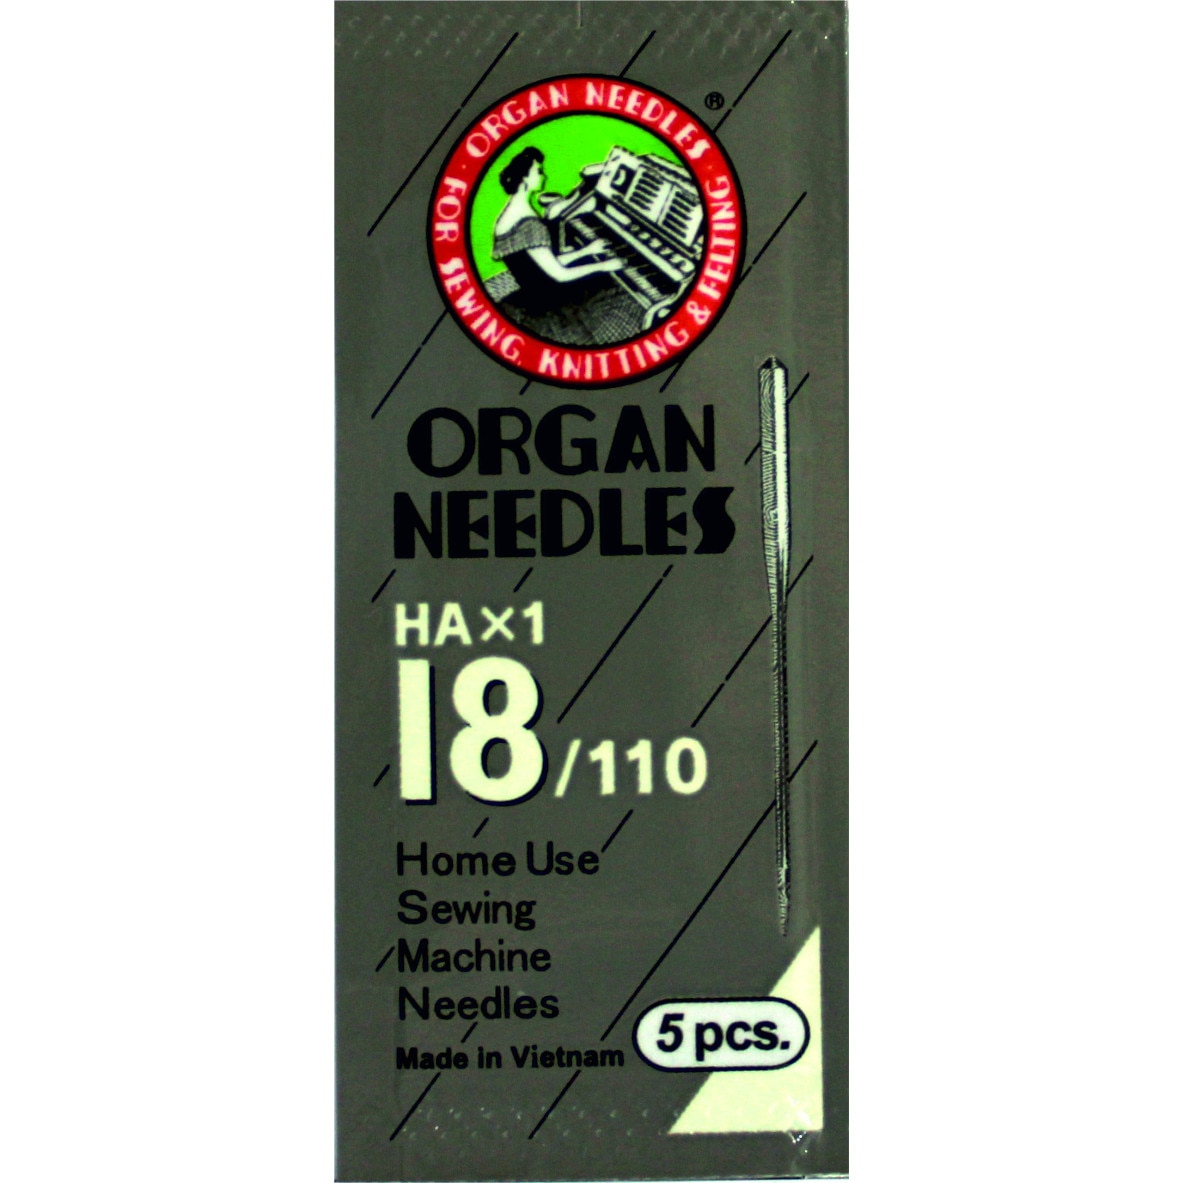 · ORGAN NEEDLES ·
FOR SEWING, KNITTING & FELTING
®
ORGAN
NEEDLES
HA×1
18/110
Home Use
Sewing
Machine
Needles
Made in Vietnam
5 pcs.